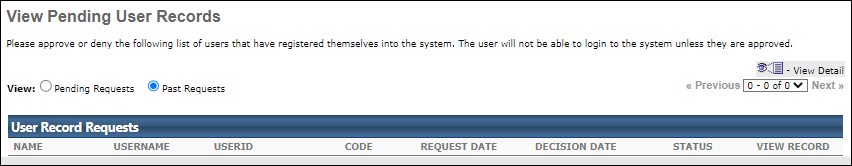 View Pending User Records
Please approve or deny the following list of users that have registered themselves into the system. The user will not be able to login to the system unless they are approved.
- View Detail
View: Pending Requests Past Requests
« Previous 0 - 0 of 0 Next »
User Record Requests
NAME USERNAME USERID CODE REQUEST DATE DECISION DATE STATUS VIEW RECORD